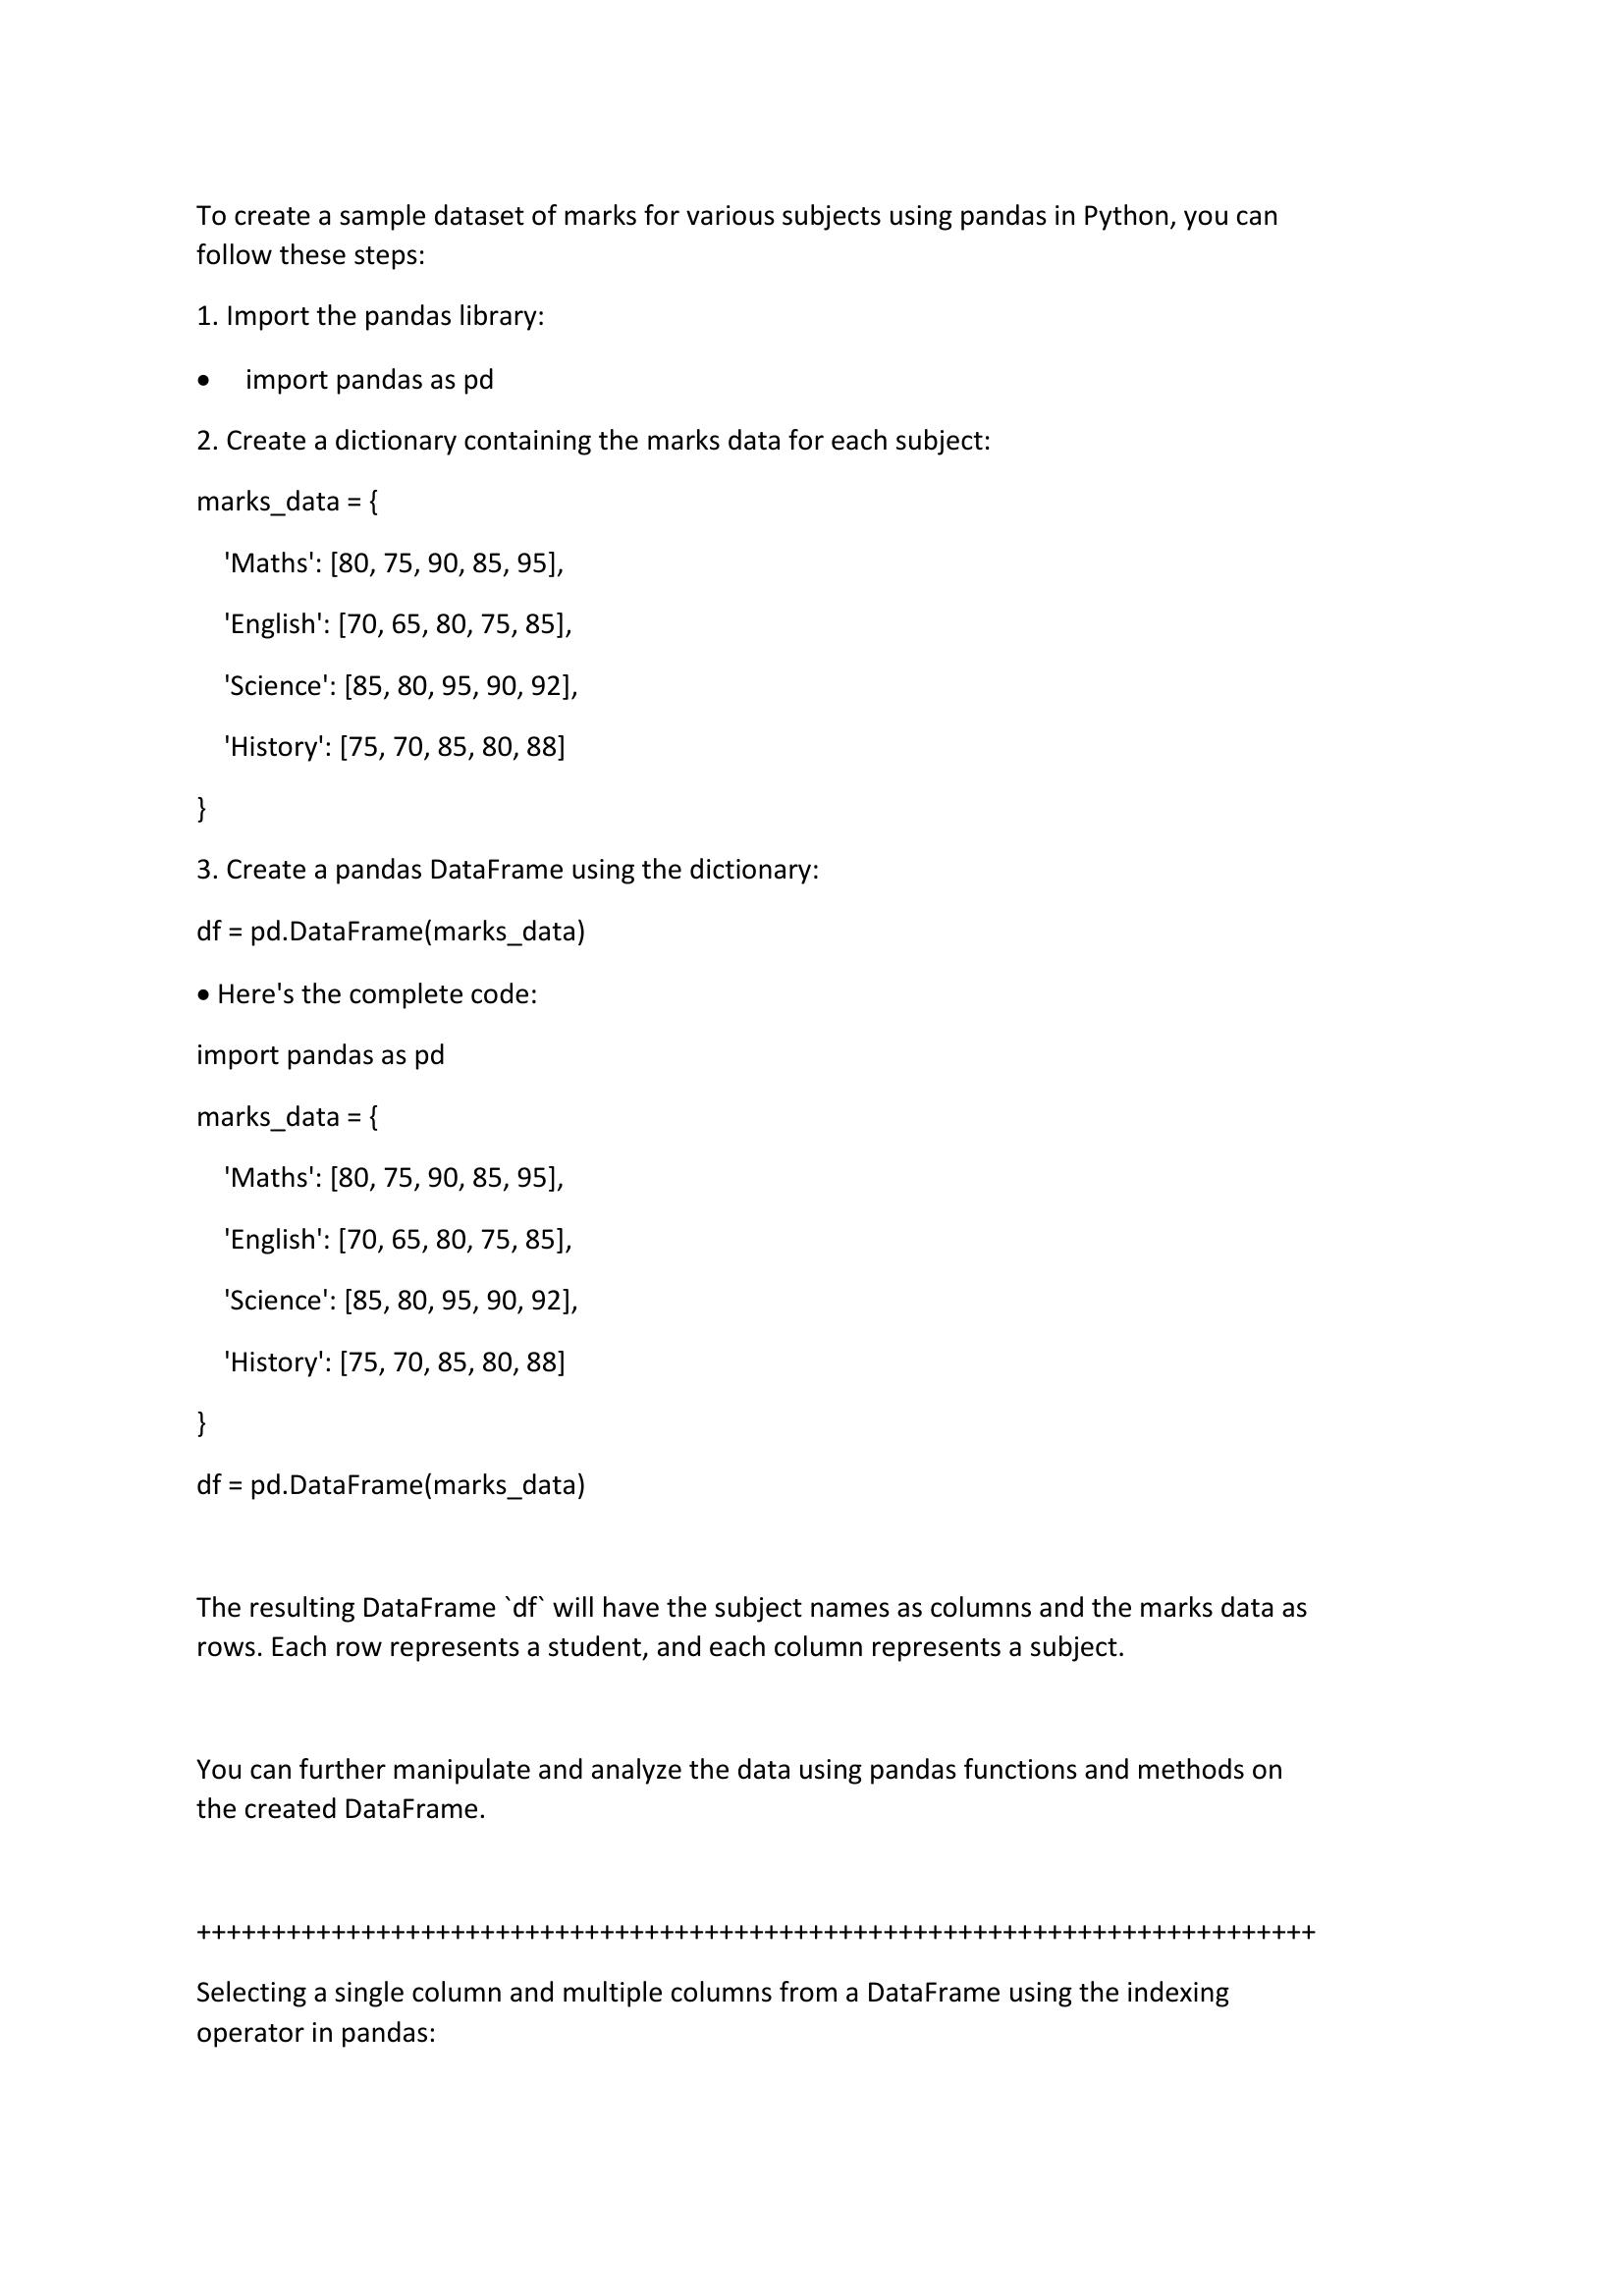 To create a sample dataset of marks for various subjects using pandas in Python, you can
follow these steps:
1. Import the pandas library:
• import pandas as pd
2. Create a dictionary containing the marks data for each subject:
marks_data = {
'Maths': [80, 75, 90, 85, 95],
'English': [70, 65, 80, 75, 85],
'Science': [85, 80, 95, 90, 92],
'History': [75, 70, 85, 80, 88]
}
3. Create a pandas DataFrame using the dictionary:
df = pd.DataFrame(marks_data)
• Here's the complete code:
import pandas as pd
marks_data = {
'Maths': [80, 75, 90, 85, 95],
'English': [70, 65, 80, 75, 85],
'Science': [85, 80, 95, 90, 92],
'History': [75, 70, 85, 80, 88]
}
df = pd.DataFrame(marks_data)
The resulting DataFrame `df` will have the subject names as columns and the marks data as
rows. Each row represents a student, and each column represents a subject.
You can further manipulate and analyze the data using pandas functions and methods on
the created DataFrame.
+++++++++++++++++++++++++++++++++++++++++++++++++++++++++++++++++++++++++++
Selecting a single column and multiple columns from a DataFrame using the indexing
operator in pandas: